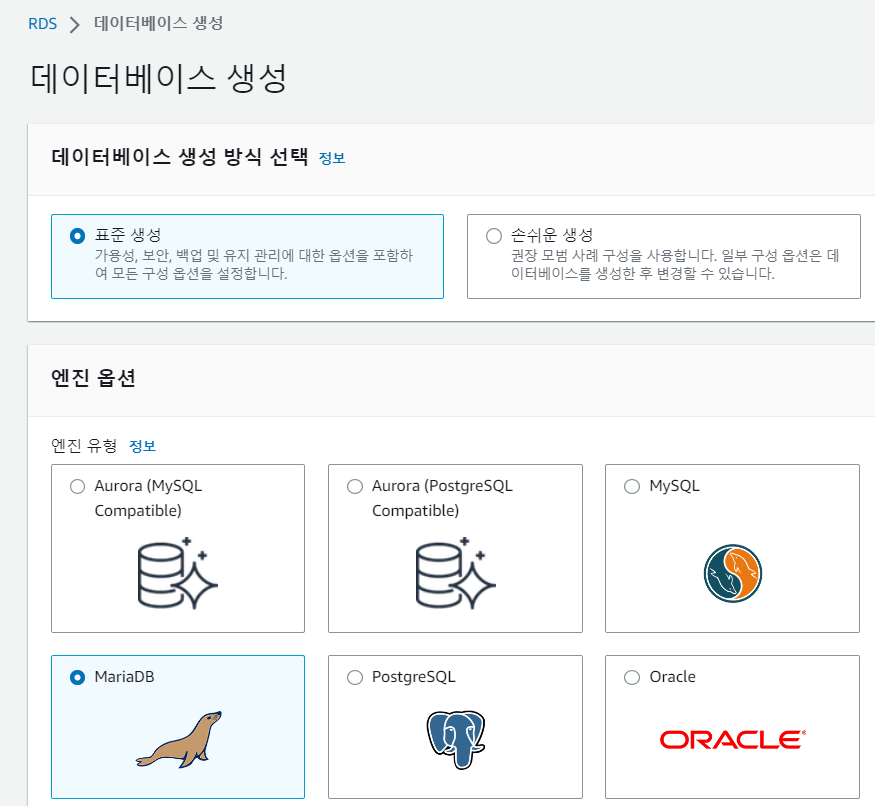 RDS > 데이터베이스 생성
데이터베이스 생성
데이터베이스 생성 방식 선택 정보
표준 생성
가용성, 보안, 백업 및 유지 관리에 대한 옵션을 포함하
여 모든 구성 옵션을 설정합니다.
손쉬운 생성
권장 모범 사례 구성을 사용합니다. 일부 구성 옵션은 데
이터베이스를 생성한 후 변경할 수 있습니다.
엔진 옵션
엔진 유형 정보
Aurora (MySQL
Compatible)
Aurora (PostgreSQL
Compatible)
MySQL
MariaDB
PostgreSQL
Oracle
ORACLE®